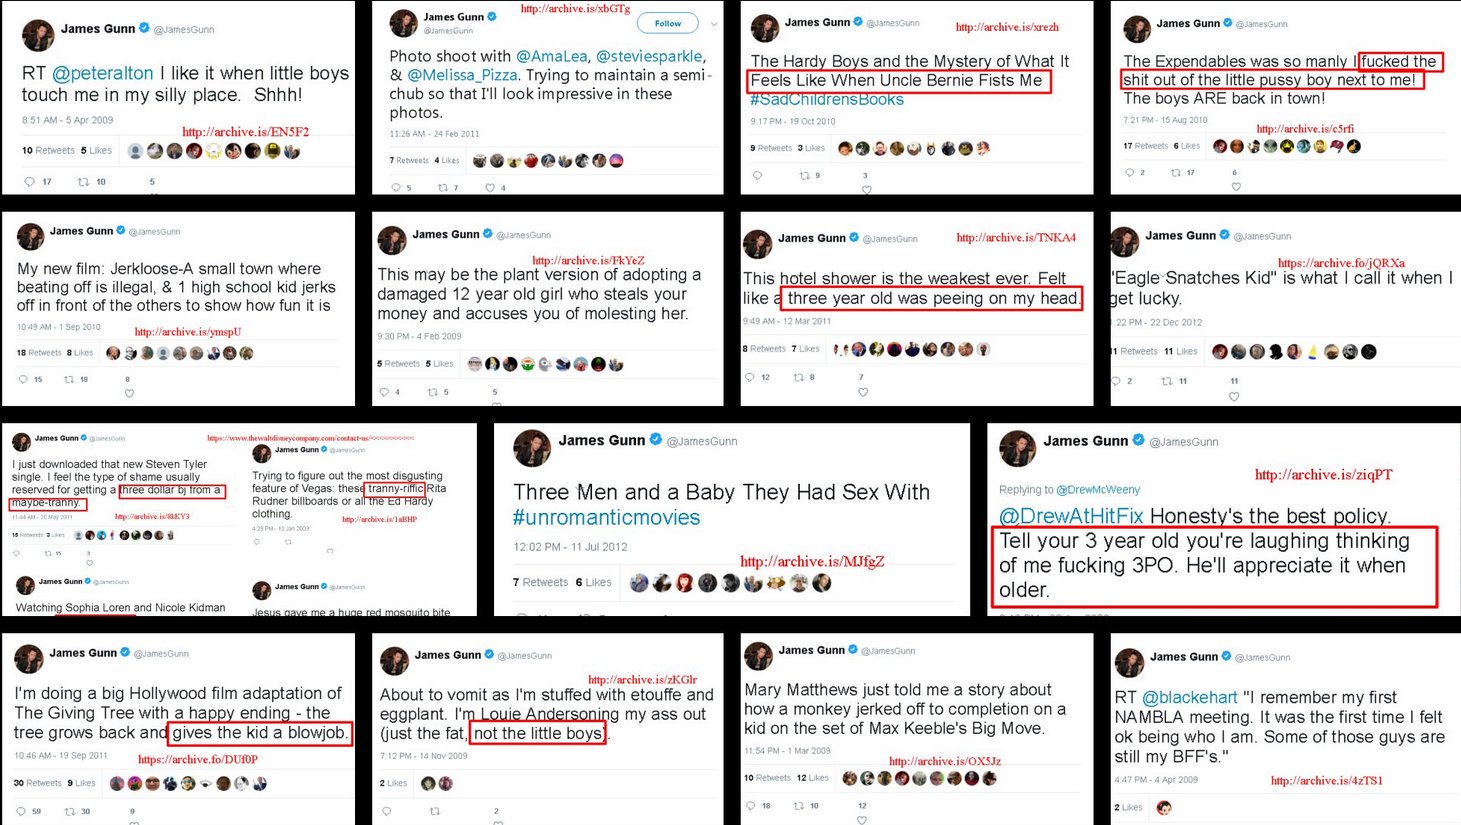 James Gunn @JamesGunn
RT @peteralton I like it when little boys
touch me in my silly place. Shhh!
8:51 AM - 5 Apr 2009
http://archive.is/EN5F2
10 Retweets 5 Likes
17 10 5
James Gunn
@JamesGunn
http://archive.is/xbGTg
Follow
Photo shoot with @AmaLea, @steviesparkle,
& @Melissa_Pizza. Trying to maintain a semi-
chub so that I'll look impressive in these
photos.
11:26 AM - 24 Feb 2011
7 Retweets 4 Likes
5 7 4
James Gunn @JamesGunn
http://archive.is/xrezh
The Hardy Boys and the Mystery of What It
Feels Like When Uncle Bernie Fists Me
#SadChildrensBooks
9:17 PM - 19 Oct 2010
9 Retweets 3 Likes
9 3
James Gunn @JamesGunn
The Expendables was so manly I fucked the
shit out of the little pussy boy next to me!
The boys ARE back in town!
7:21 PM - 15 Aug 2010
http://archive.is/c5rfi
17 Retweets 6 Likes
2 17 6
James Gunn @JamesGunn
My new film: Jerkloose-A small town where
beating off is illegal, & 1 high school kid jerks
off in front of the others to show how fun it is
10:49 AM - 1 Sep 2010
http://archive.is/ymspU
18 Retweets 8 Likes
15 18 8
James Gunn @JamesGunn
http://archive.is/FkYeZ
This may be the plant version of adopting a
damaged 12 year old girl who steals your
money and accuses you of molesting her.
9:30 PM - 4 Feb 2009
5 Retweets 5 Likes
4 5 5
James Gunn @JamesGunn
http://archive.is/TNKA4
This hotel shower is the weakest ever. Felt
like a three year old was peeing on my head.
9:49 AM - 12 Mar 2011
8 Retweets 7 Likes
12 8 7
James Gunn @JamesGunn
https://archive.fo/jQRXa
"Eagle Snatches Kid" is what I call it when I
get lucky.
:22 PM - 22 Dec 2012
11 Retweets 11 Likes
2 11 11
James Gunn @JamesGunn
https://www.thewaltdisneycompany.com/contact-us/<<<<<<<<<<
I just downloaded that new Steven Tyler
single. I feel the type of shame usually
reserved for getting a three dollar bj from a
maybe-tranny.
11:44 AM - 20 May 2011
http://archive.is/8kKY3
15 Retweets 3 Likes
15 3
James Gunn @JamesGunn
Trying to figure out the most disgusting
feature of Vegas: these tranny-riffic Rita
Rudner billboards or all the Ed Hardy
clothing.
4:28 PM - 10 Jan 2009
http://archive.is/1aBHP
James Gunn @JamesGunn
Watching Sophia Loren and Nicole Kidman
James Gunn @JamesGunn
Jesus gave me a huge red mosquito bite
James Gunn @JamesGunn
Three Men and a Baby They Had Sex With
#unromanticmovies
12:02 PM - 11 Jul 2012
http://archive.is/MJfgZ
7 Retweets 6 Likes
James Gunn @JamesGunn
http://archive.is/ziqPT
Replying to @DrewMcWeeny
@DrewAtHitFix Honesty's the best policy.
Tell your 3 year old you're laughing thinking
of me fucking 3PO. He'll appreciate it when
older.
James Gunn @JamesGunn
I'm doing a big Hollywood film adaptation of
The Giving Tree with a happy ending - the
tree grows back and gives the kid a blowjob.
10:46 AM - 19 Sep 2011
https://archive.fo/DUf0P
30 Retweets 9 Likes
59 30 9
James Gunn @JamesGunn
http://archive.is/zKGlr
About to vomit as I'm stuffed with etouffe and
eggplant. I'm Louie Andersoning my ass out
(just the fat, not the little boys).
7:12 PM - 14 Nov 2009
2 Likes
2
James Gunn @JamesGunn
Mary Matthews just told me a story about
how a monkey jerked off to completion on a
kid on the set of Max Keeble's Big Move.
11:54 PM - 1 Mar 2009
http://archive.is/OX5Jz
10 Retweets 12 Likes
18 10 12
James Gunn @JamesGunn
RT @blackehart "I remember my first
NAMBLA meeting. It was the first time I felt
ok being who I am. Some of those guys are
still my BFF's."
4:47 PM - 4 Apr 2009
http://archive.is/4zTS1
2 Likes